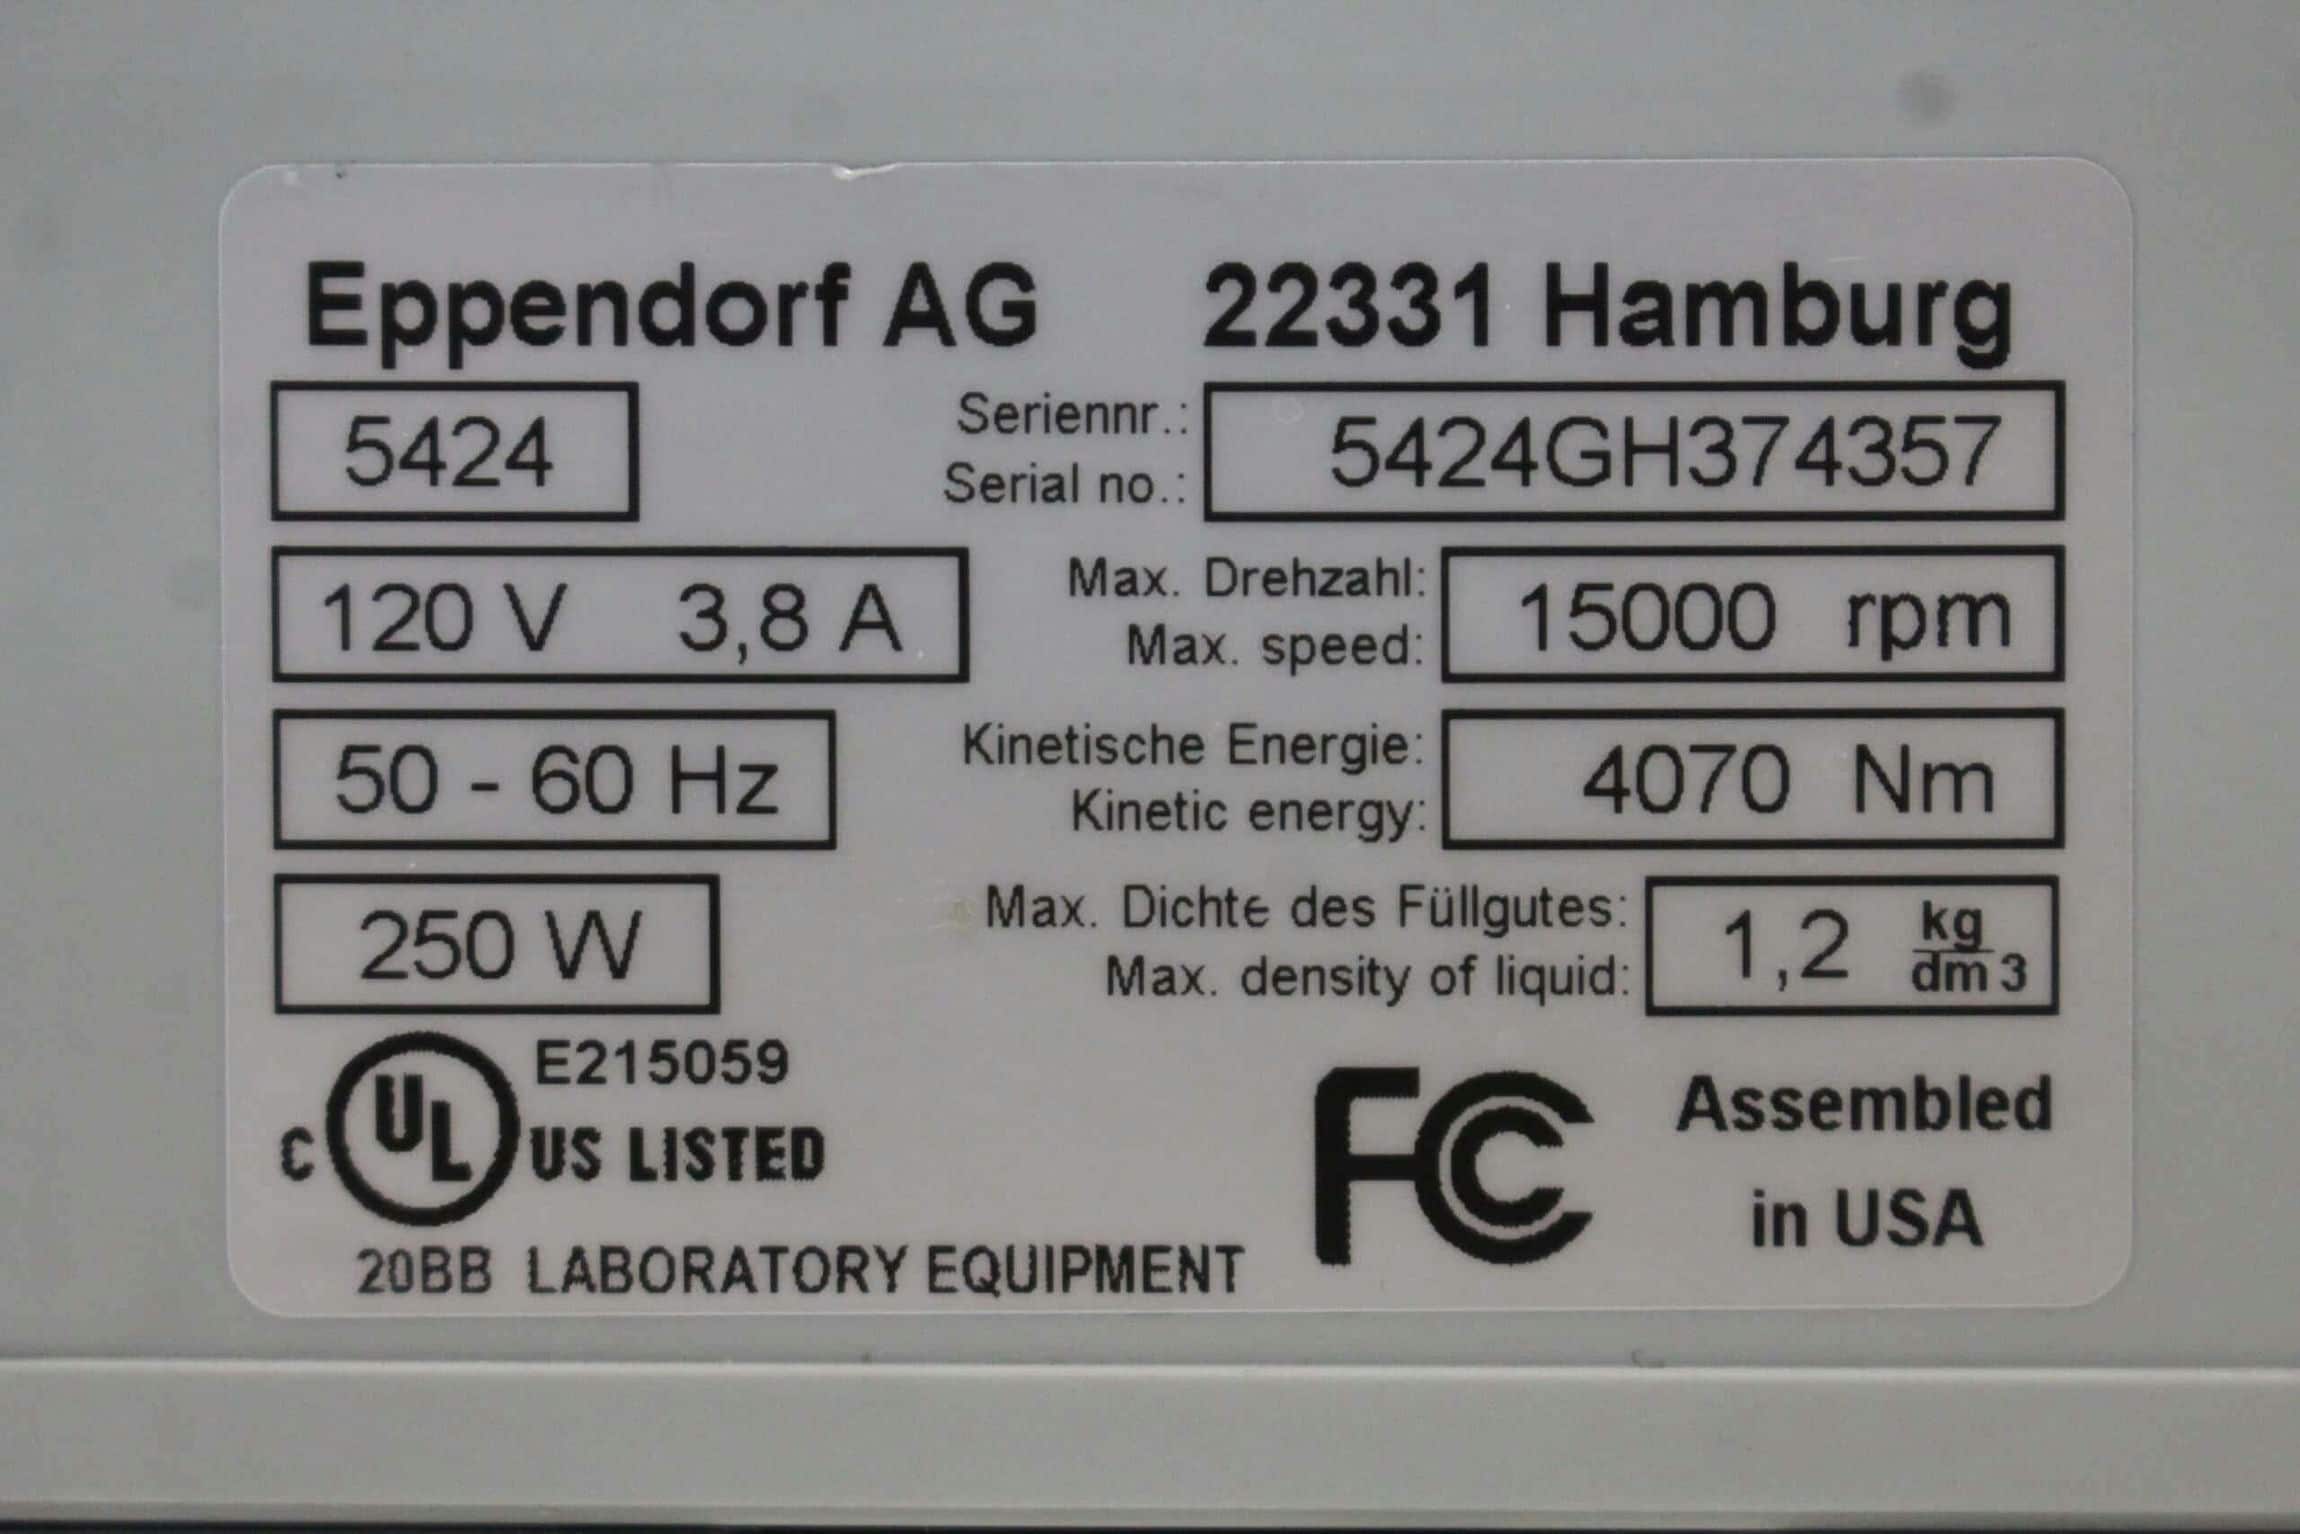 Eppendorf AG 22331 Hamburg
5424
Seriennr.:
Serial no.:
5424GH374357
120 V 3,8 A
Max. Drehzahl:
Max. speed:
15000 rpm
50 - 60 Hz
Kinetische Energie:
Kinetic energy:
4070 Nm
250 W
Max. Dichte des Füllgutes:
Max. density of liquid:
1,2 kg
dm3
E215059
C UL US LISTED
20BB LABORATORY EQUIPMENT
FC
Assembled
in USA